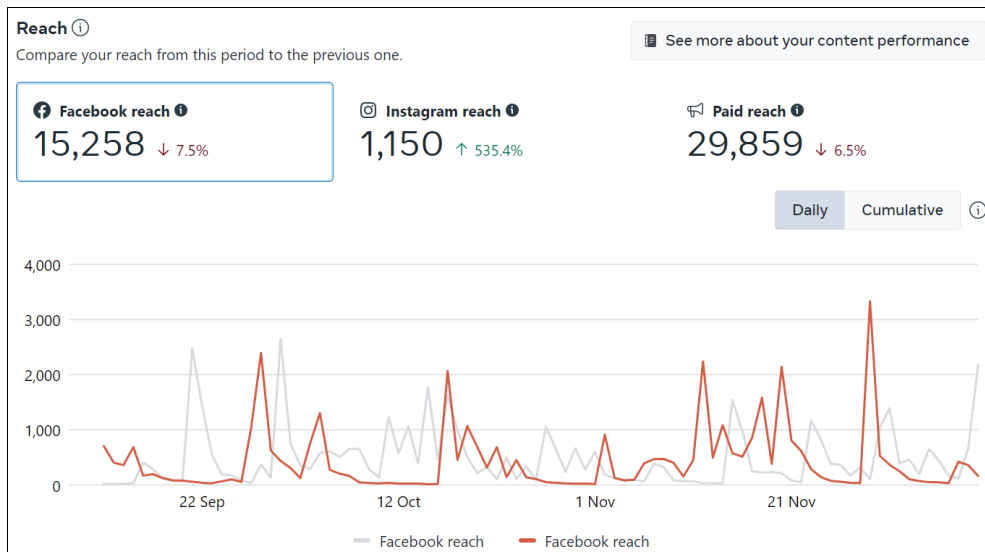 Reach
Compare your reach from this period to the previous one.
See more about your content performance
Facebook reach
15,258 ↓ 7.5%
Instagram reach
1,150 ↑ 535.4%
Paid reach
29,859 ↓ 6.5%
Daily Cumulative
4,000
3,000
2,000
1,000
0
22 Sep 12 Oct 1 Nov 21 Nov
Facebook reach Facebook reach